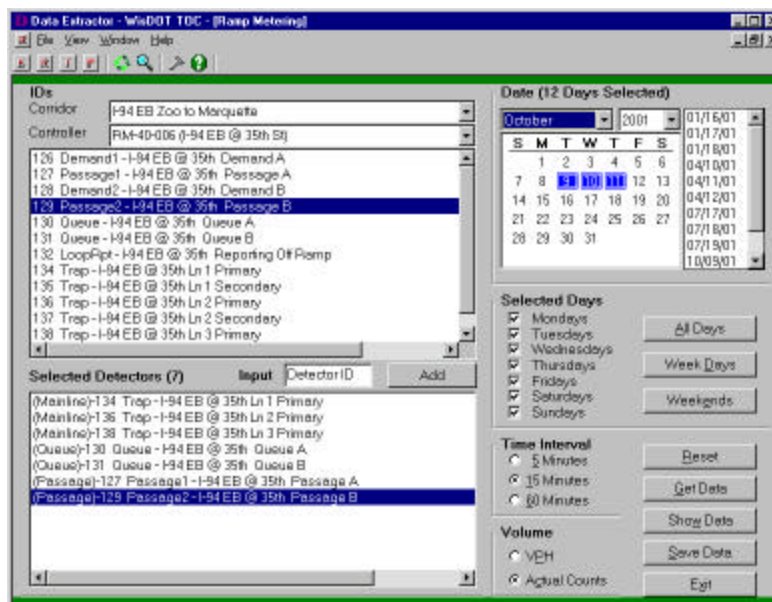 Data Extractor - WisDOT TOC - [Ramp Metering]
File View Window Help
E R I P
IDs
Corridor I-94 EB Zoo to Marquette
Controller RM-40-006 (I-94 EB @ 35th St)
126 Demand1 - I-94 EB @ 35th Demand A
127 Passage1 - I-94 EB @ 35th Passage A
128 Demand2 - I-94 EB @ 35th Demand B
129 Passage2 - I-94 EB @ 35th Passage B
130 Queue - I-94 EB @ 35th Queue A
131 Queue - I-94 EB @ 35th Queue B
132 LoopRpt - I-94 EB @ 35th Reporting Off Ramp
134 Trap - I-94 EB @ 35th Ln 1 Primary
135 Trap - I-94 EB @ 35th Ln 1 Secondary
136 Trap - I-94 EB @ 35th Ln 2 Primary
137 Trap - I-94 EB @ 35th Ln 2 Secondary
138 Trap - I-94 EB @ 35th Ln 3 Primary
Selected Detectors (7) Input Detector ID Add
(Mainline)-134 Trap - I-94 EB @ 35th Ln 1 Primary
(Mainline)-136 Trap - I-94 EB @ 35th Ln 2 Primary
(Mainline)-138 Trap - I-94 EB @ 35th Ln 3 Primary
(Queue)-130 Queue - I-94 EB @ 35th Queue A
(Queue)-131 Queue - I-94 EB @ 35th Queue B
(Passage)-127 Passage1 - I-94 EB @ 35th Passage A
(Passage)-129 Passage2 - I-94 EB @ 35th Passage B
Date (12 Days Selected)
October 2001
S M T W T F S
1 2 3 4 5 6
7 8 9 10 11 12 13
14 15 16 17 18 19 20
21 22 23 24 25 26 27
28 29 30 31
01/16/01
01/17/01
01/18/01
04/10/01
04/11/01
04/12/01
07/17/01
07/18/01
07/19/01
10/09/01
Selected Days
Mondays
Tuesdays
Wednesdays
Thursdays
Fridays
Saturdays
Sundays
All Days
Week Days
Weekends
Time Interval
5 Minutes
15 Minutes
60 Minutes
Volume
VPH
Actual Counts
Reset
Get Data
Show Data
Save Data
Exit